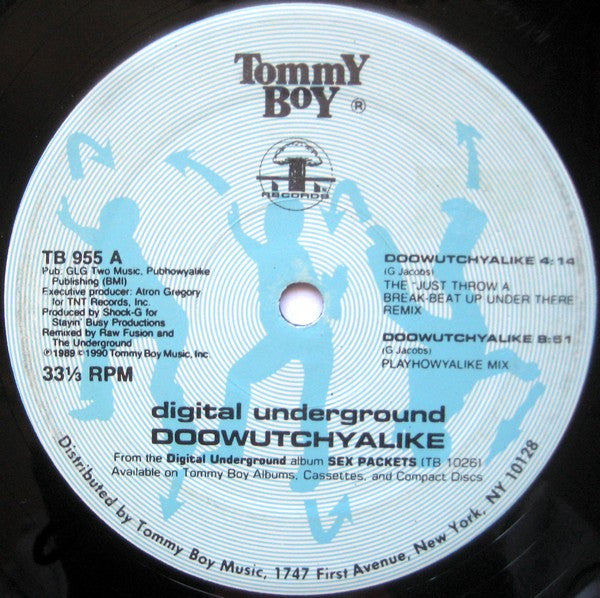 Tommy
Boy ®
TNT
RECORDS
TB 955 A
Pub. GLG Two Music, Pubhowyalike
Publishing (BMI)
Executive producer: Atron Gregory
for TNT Records, Inc.
Produced by Shock-G for
Stayin' Busy Productions
Remixed by Raw Fusion and
The Underground
℗1989 ©1990 Tommy Boy Music, Inc
33⅓ RPM
DOOWUTCHYALIKE 4:14
(G Jacobs)
THE "JUST THROW A
BREAK-BEAT UP UNDER THERE"
REMIX
DOOWUTCHYALIKE 8:51
(G Jacobs)
PLAYHOWYALIKE MIX
digital underground
DOOWUTCHYALIKE
From the Digital Underground album SEX PACKETS (TB 1026)
Available on Tommy Boy Albums, Cassettes, and Compact Discs
Distributed by Tommy Boy Music, 1747 First Avenue, New York, NY 10128